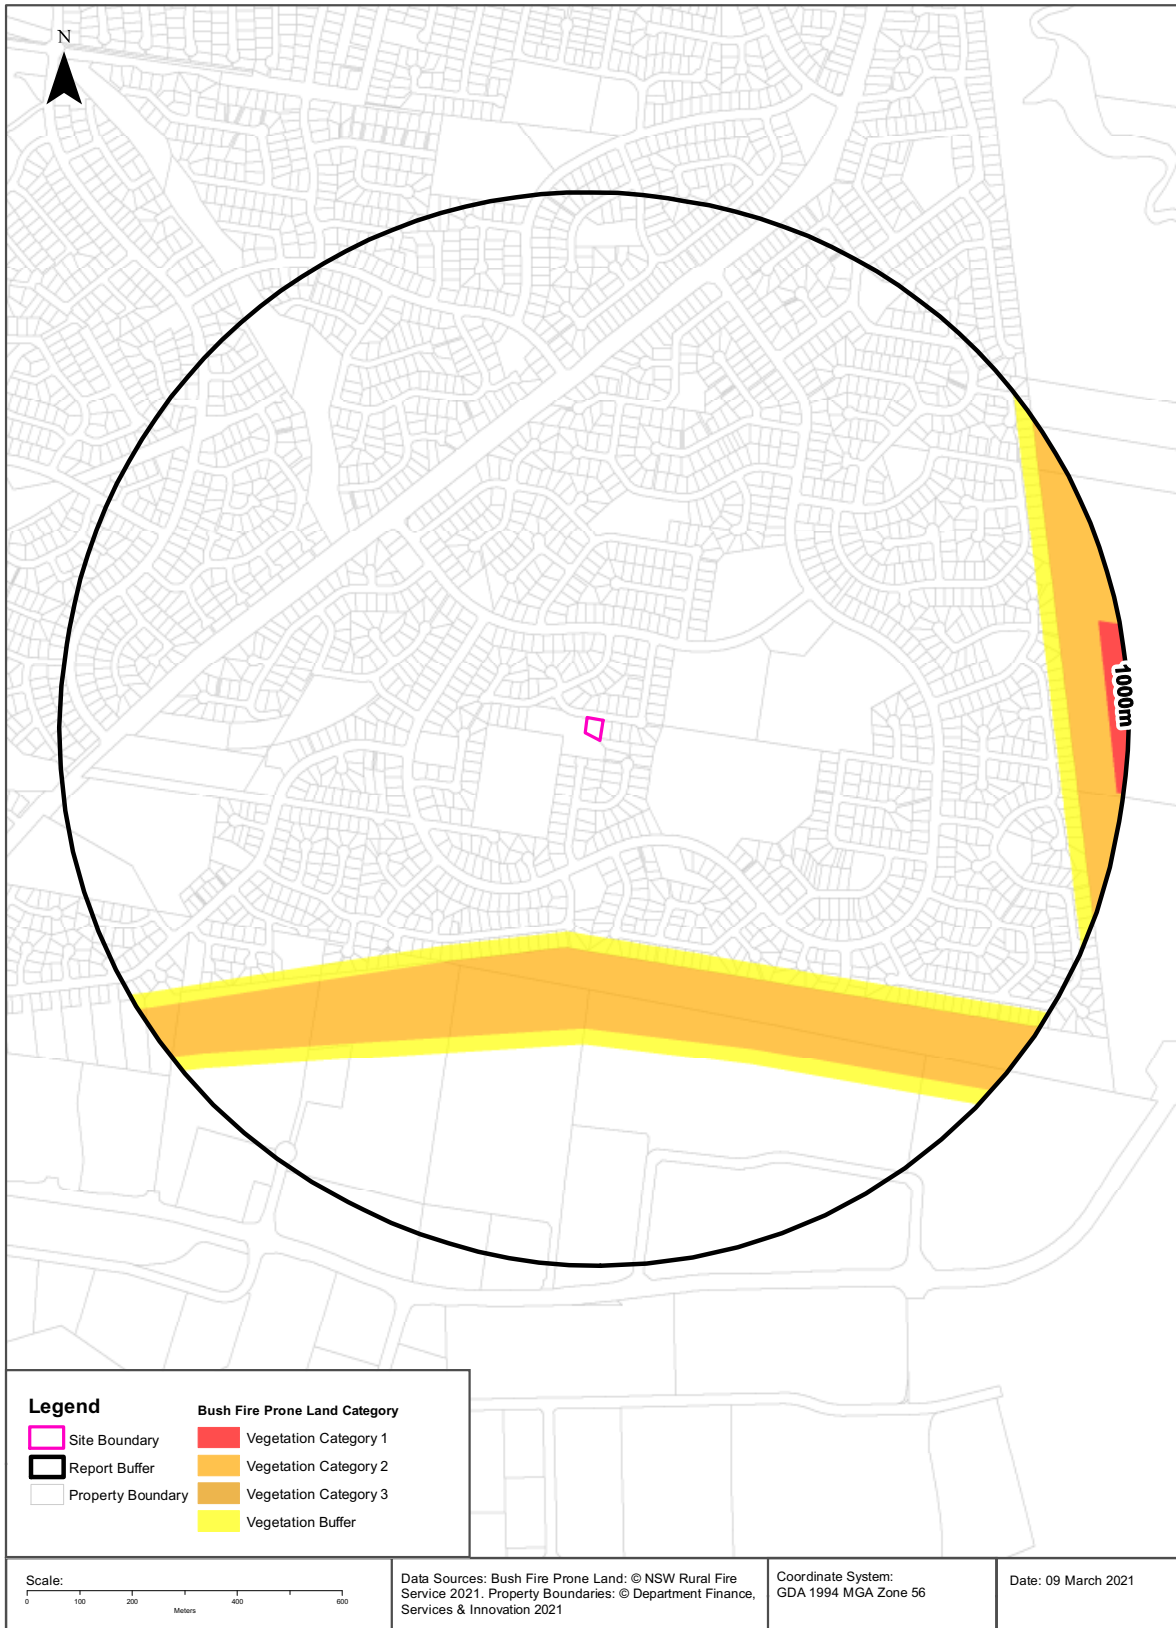 N
1000m
Legend
Site Boundary
Report Buffer
Property Boundary
Bush Fire Prone Land Category
Vegetation Category 1
Vegetation Category 2
Vegetation Category 3
Vegetation Buffer
Scale:
0 100 200 400 600
Meters
Data Sources: Bush Fire Prone Land: © NSW Rural Fire
Service 2021. Property Boundaries: © Department Finance,
Services & Innovation 2021
Coordinate System:
GDA 1994 MGA Zone 56
Date: 09 March 2021